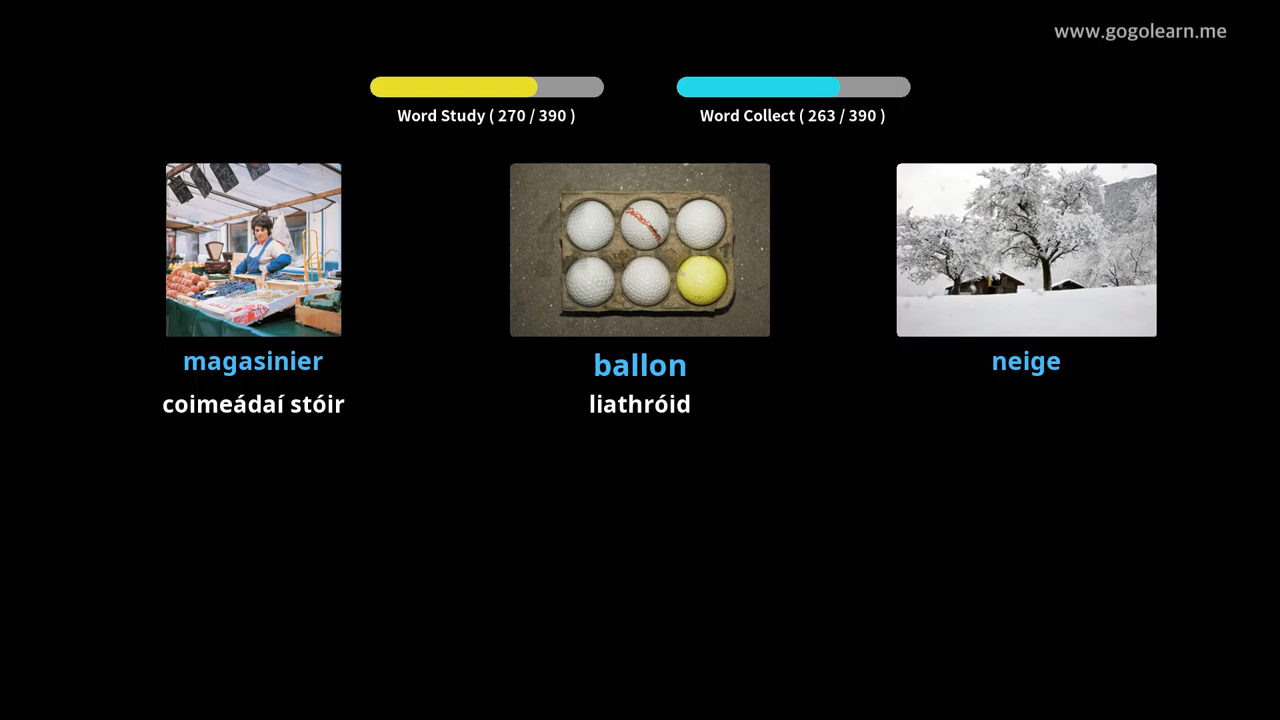 www.gogolearn.me
Word Study ( 270 / 390 )
Word Collect ( 263 / 390 )
magasinier
coimeádaí stóir
ballon
liathróid
neige